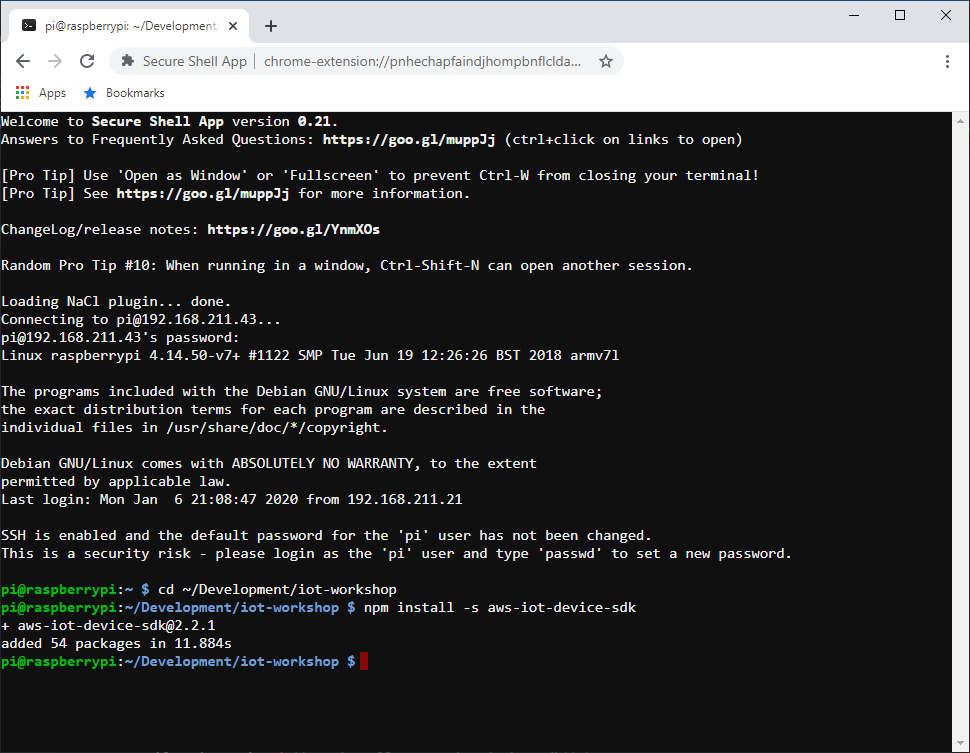 pi@raspberrypi: ~/Development/
Secure Shell App | chrome-extension://pnhechapfaindjhompbnflclda...
Apps Bookmarks
Welcome to Secure Shell App version 0.21.
Answers to Frequently Asked Questions: https://goo.gl/muppJj (ctrl+click on links to open)
[Pro Tip] Use 'Open as Window' or 'Fullscreen' to prevent Ctrl-W from closing your terminal!
[Pro Tip] See https://goo.gl/muppJj for more information.
ChangeLog/release notes: https://goo.gl/YnmXOs
Random Pro Tip #10: When running in a window, Ctrl-Shift-N can open another session.
Loading NaCl plugin... done.
Connecting to pi@192.168.211.43...
pi@192.168.211.43's password:
Linux raspberrypi 4.14.50-v7+ #1122 SMP Tue Jun 19 12:26:26 BST 2018 armv7l
The programs included with the Debian GNU/Linux system are free software;
the exact distribution terms for each program are described in the
individual files in /usr/share/doc/*/copyright.
Debian GNU/Linux comes with ABSOLUTELY NO WARRANTY, to the extent
permitted by applicable law.
Last login: Mon Jan  6 21:08:47 2020 from 192.168.211.21
SSH is enabled and the default password for the 'pi' user has not been changed.
This is a security risk - please login as the 'pi' user and type 'passwd' to set a new password.
pi@raspberrypi:~ $ cd ~/Development/iot-workshop
pi@raspberrypi:~/Development/iot-workshop $ npm install -s aws-iot-device-sdk
+ aws-iot-device-sdk@2.2.1
added 54 packages in 11.884s
pi@raspberrypi:~/Development/iot-workshop $